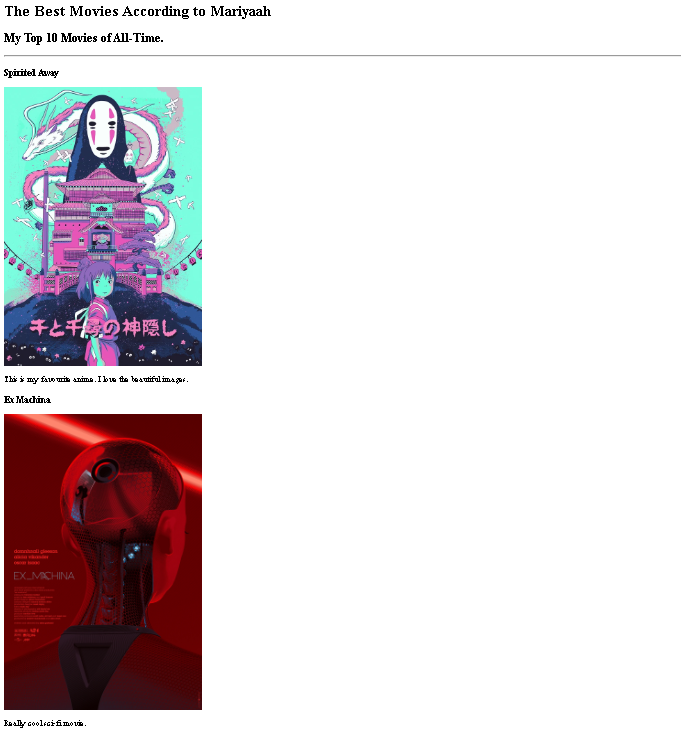 The Best Movies According to Mariyaah
My Top 10 Movies of All-Time.
Spirited Away
千と千尋の神隠し
This is my favourite anime. I love the beautiful images.
Ex Machina
domhnall gleeson
alicia vikander
oscar isaac
EX_MACHINA
Really cool sci-fi movie.